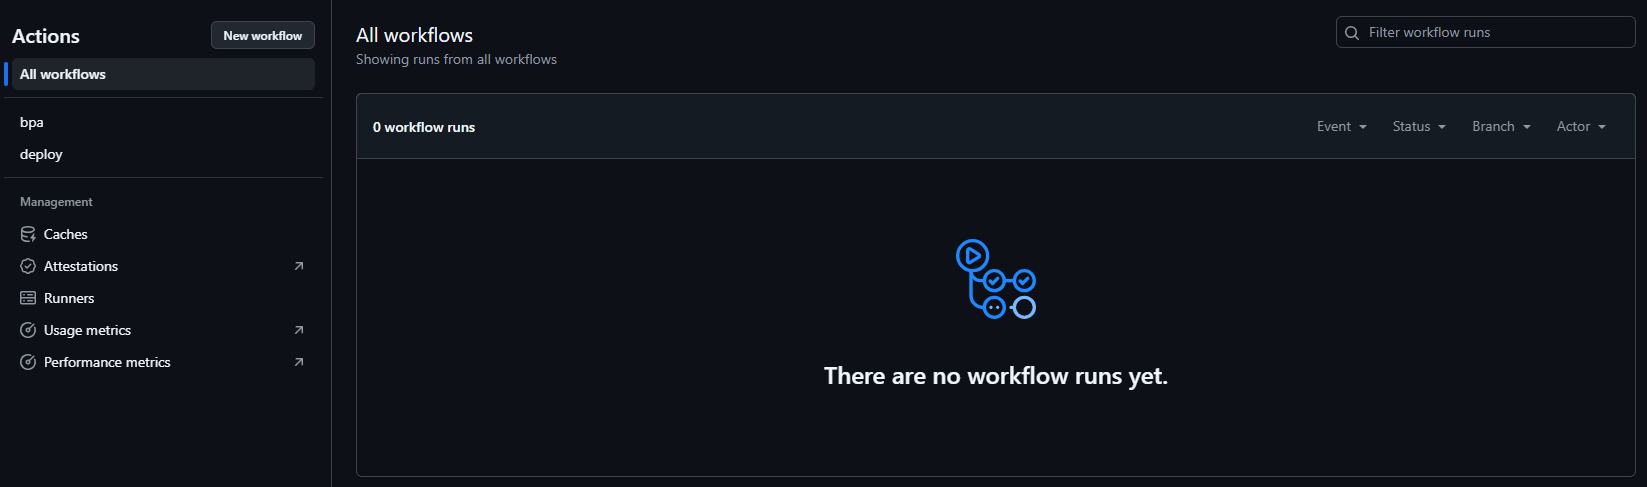 Actions
New workflow
All workflows
bpa
deploy
Management
Caches
Attestations
Runners
Usage metrics
Performance metrics
All workflows
Showing runs from all workflows
Filter workflow runs
0 workflow runs
Event
Status
Branch
Actor
There are no workflow runs yet.